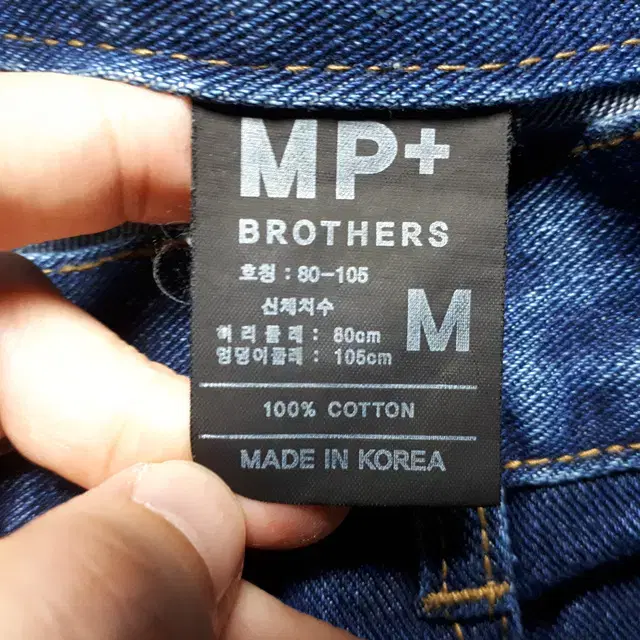 MP+
BROTHERS
호칭 : 80-105
신체치수
허리둘레 : 80cm
엉덩이둘레 : 105cm
M
100% COTTON
MADE IN KOREA